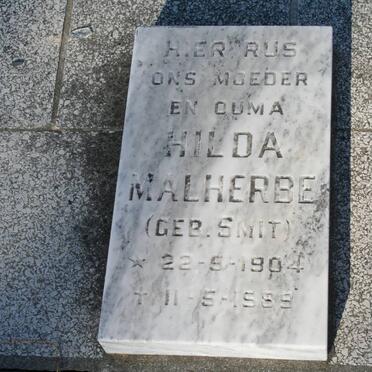 HIER RUS
ONS MOEDER
EN OUMA
HILDA
MALHERBE
(GEB. SMIT)
* 22-5-1904
† 11-5-1989